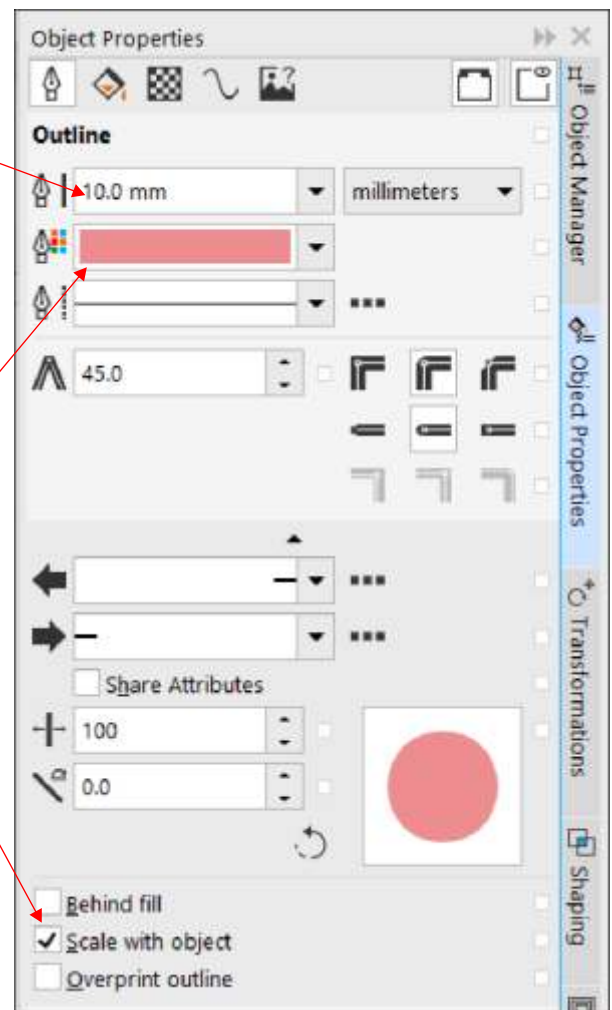 Object Properties
Outline
10.0 mm
millimeters
45.0
Share Attributes
100
0.0
Behind fill
Scale with object
Overprint outline
Object Manager
Object Properties
Transformations
Shaping